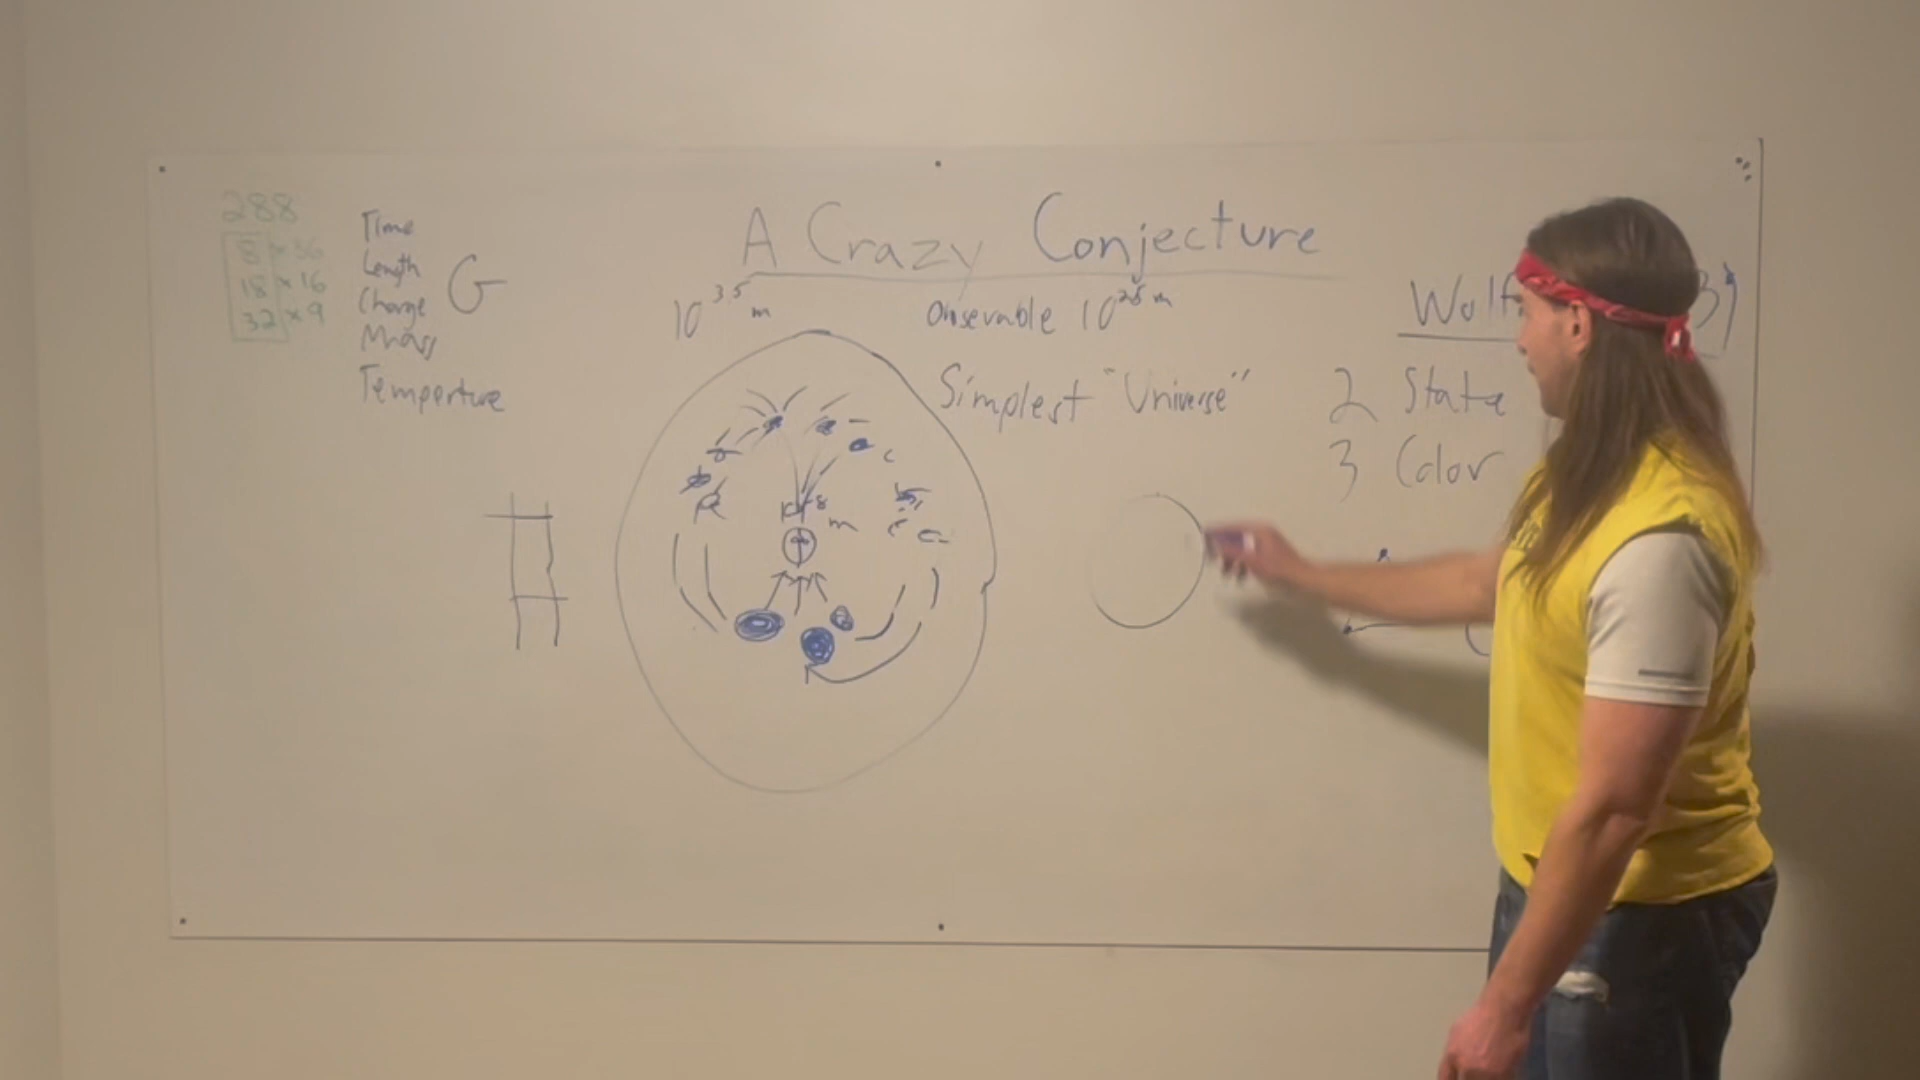 288
8 × 36
18 × 16
32 × 9
Time
Length
Charge
Mass
Temperture
G
A Crazy Conjecture
10^35 m
Observable 10^26 m
Simplest "Universe"
2 State
3 Color
m